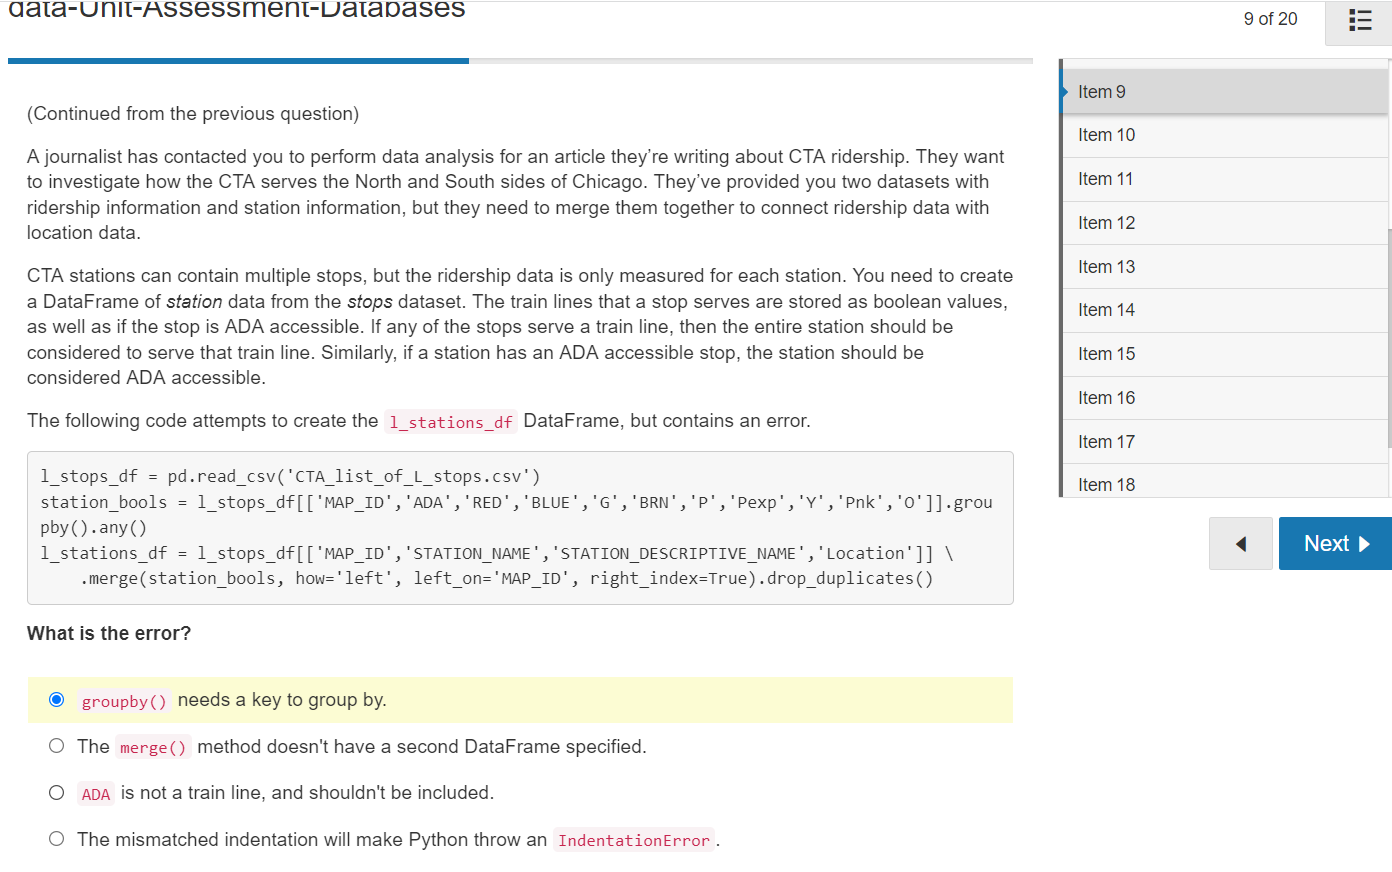 data-Unit-Assessment-Databases
9 of 20
(Continued from the previous question)
A journalist has contacted you to perform data analysis for an article they’re writing about CTA ridership. They want
to investigate how the CTA serves the North and South sides of Chicago. They’ve provided you two datasets with
ridership information and station information, but they need to merge them together to connect ridership data with
location data.
CTA stations can contain multiple stops, but the ridership data is only measured for each station. You need to create
a DataFrame of station data from the stops dataset. The train lines that a stop serves are stored as boolean values,
as well as if the stop is ADA accessible. If any of the stops serve a train line, then the entire station should be
considered to serve that train line. Similarly, if a station has an ADA accessible stop, the station should be
considered ADA accessible.
The following code attempts to create the l_stations_df DataFrame, but contains an error.
l_stops_df = pd.read_csv('CTA_list_of_L_stops.csv')
station_bools = l_stops_df[['MAP_ID','ADA','RED','BLUE','G','BRN','P','Pexp','Y','Pnk','O']].grou
pby().any()
l_stations_df = l_stops_df[['MAP_ID','STATION_NAME','STATION_DESCRIPTIVE_NAME','Location']] \
.merge(station_bools, how='left', left_on='MAP_ID', right_index=True).drop_duplicates()
What is the error?
groupby() needs a key to group by.
The merge() method doesn't have a second DataFrame specified.
ADA is not a train line, and shouldn't be included.
The mismatched indentation will make Python throw an IndentationError.
Item 9
Item 10
Item 11
Item 12
Item 13
Item 14
Item 15
Item 16
Item 17
Item 18
Next